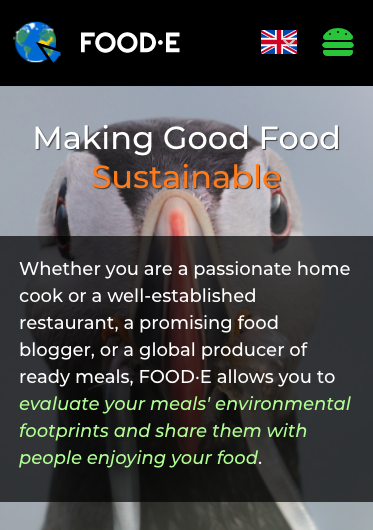 FOOD·E
Making Good Food
Sustainable
Whether you are a passionate home
cook or a well-established
restaurant, a promising food
blogger, or a global producer of
ready meals, FOOD·E allows you to
evaluate your meals' environmental
footprints and share them with
people enjoying your food.